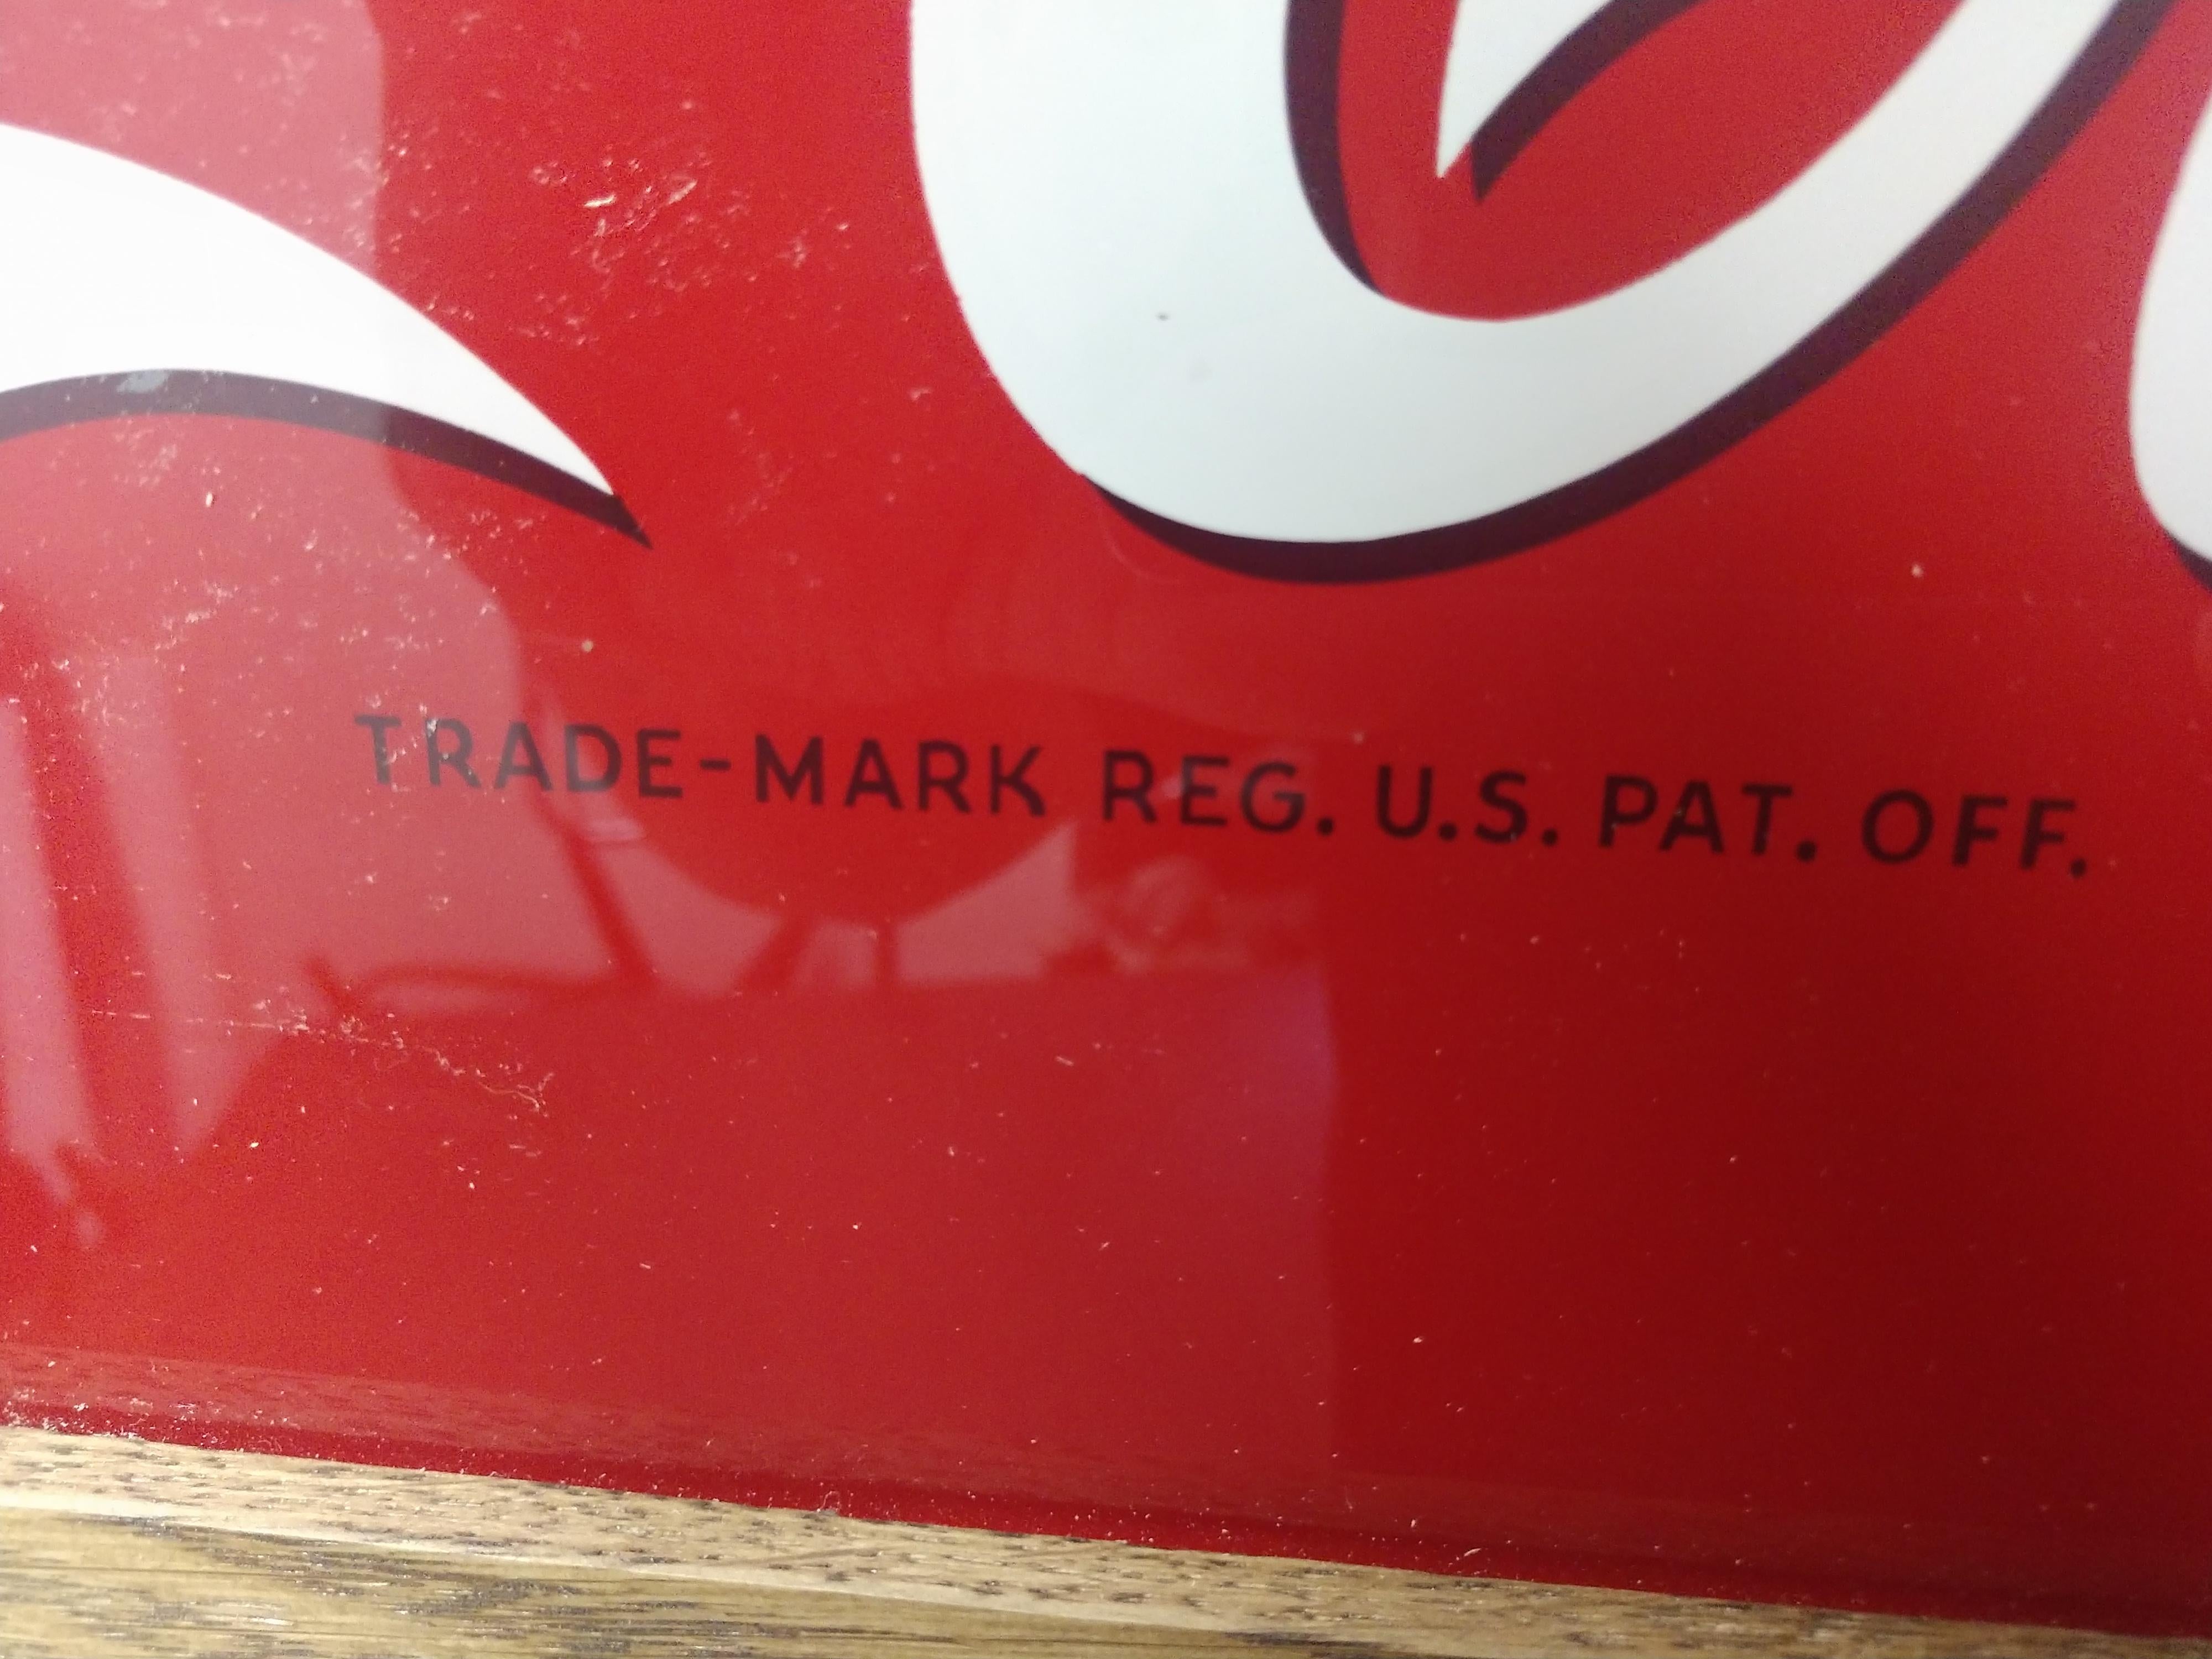 TRADE-MARK REG. U.S. PAT. OFF.